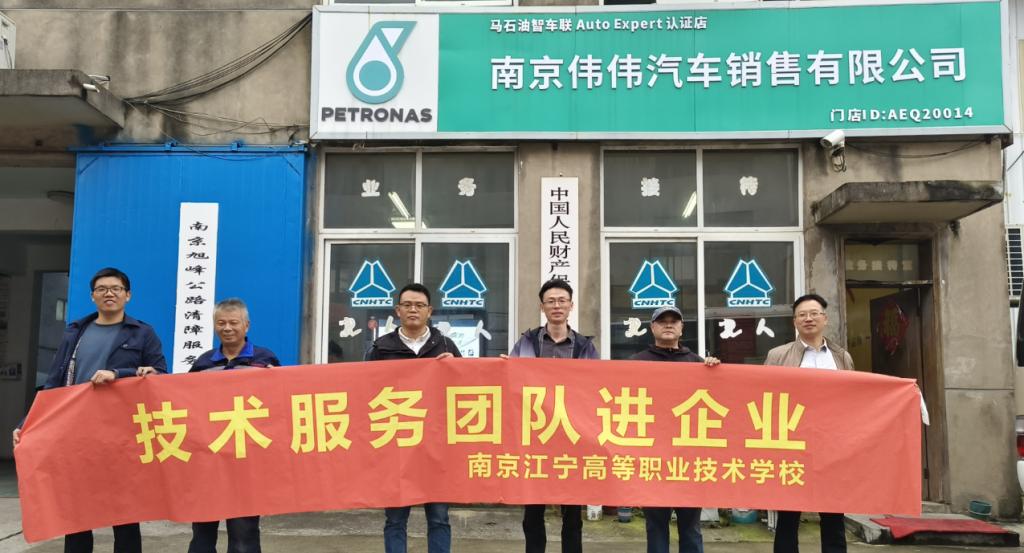 马石油智车联 Auto Expert 认证店
南京伟伟汽车销售有限公司
PETRONAS
门店ID:AEQ20014
业务接待
中国人民财产保
南京旭峰公路清障服务
CNHTC
CNHTC
CNHTC
CNHTC
技术服务团队进企业
南京江宁高等职业技术学校